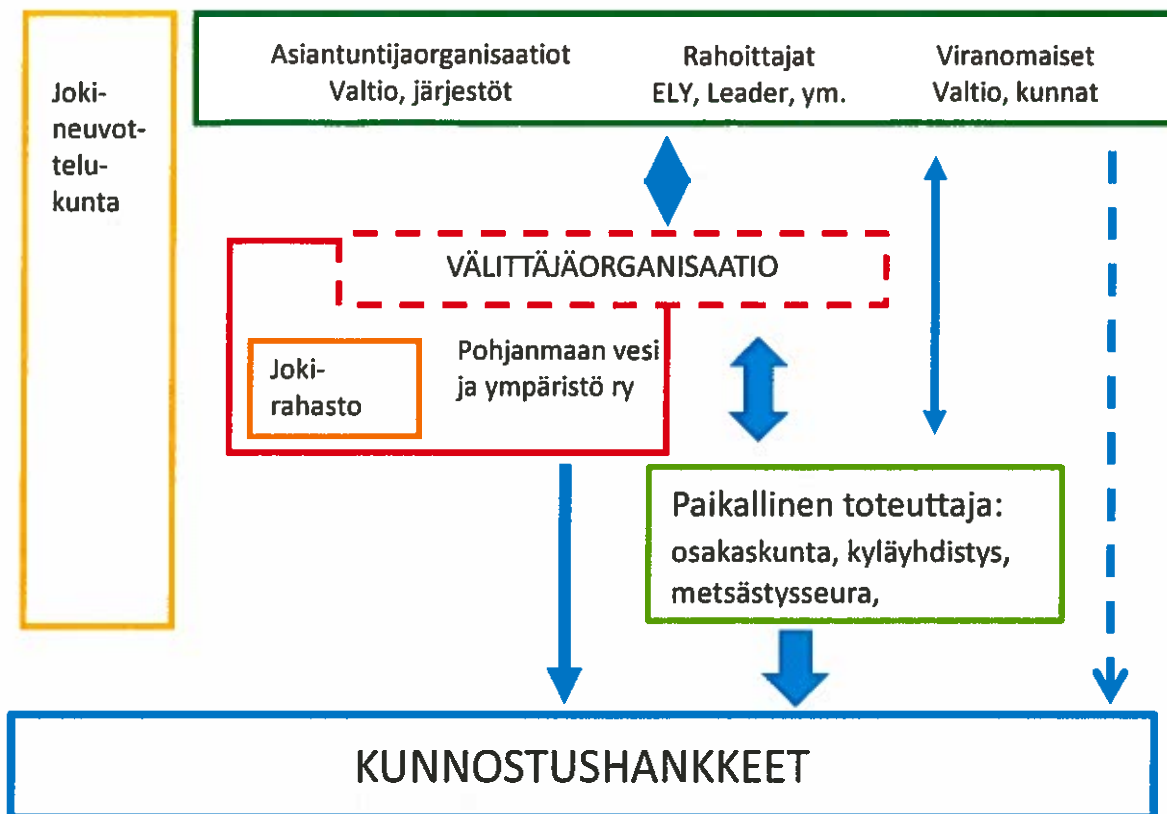 Joki-
neuvot-
telu-
kunta
Asiantuntijaorganisaatiot
Valtio, järjestöt
Rahoittajat
ELY, Leader, ym.
Viranomaiset
Valtio, kunnat
VÄLITTÄJÄORGANISAATIO
Joki-
rahasto
Pohjanmaan vesi
ja ympäristö ry
Paikallinen toteuttaja:
osakaskunta, kyläyhdistys,
metsästysseura,
KUNNOSTUSHANKKEET